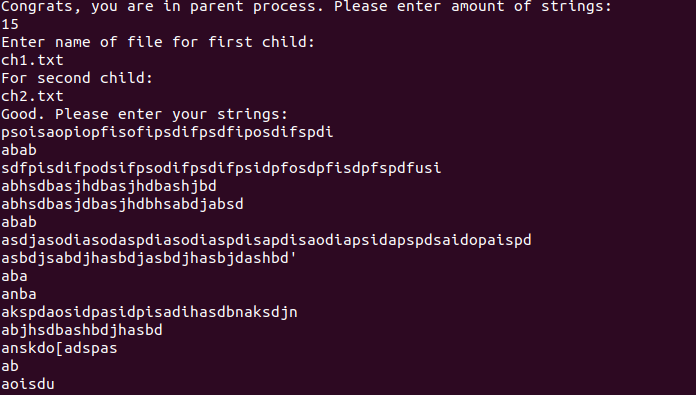 Congrats, you are in parent process. Please enter amount of strings:
15
Enter name of file for first child:
ch1.txt
For second child:
ch2.txt
Good. Please enter your strings:
psoisaopiopfisofipsdifpsdfiposdifspdi
abab
sdfpisdifpodsifpsodifpsdifpsidpfosdpfisdpfspdfusi
abhsdbasjhdbasjhdbashjbd
abhsdbasjdbasjhdbhsabdjabsd
abab
asdjasodiasodaspdiasodiaspdisapdisaodiapsidapspdsaidopaispd
asbdjsabdjhasbdjasbdjhasbjdashbd'
aba
anba
akspdaosidpasidpisadihasdbnaksdjn
abjhsdbashbdjhasbd
anskdo[adspas
ab
aoisdu